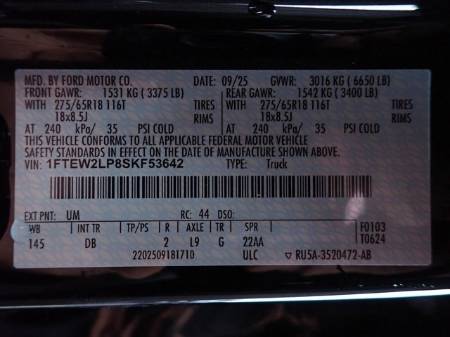 MFD. BY FORD MOTOR CO. 09/25 GVWR: 3016 KG ( 6650 LB)
FRONT GAWR: 1531 KG ( 3375 LB) REAR GAWR: 1542 KG ( 3400 LB)
WITH 275/65R18 116T TIRES WITH 275/65R18 116T TIRES
18x8.5J RIMS 18x8.5J RIMS
AT 240 kPa/ 35 PSI COLD AT 240 kPa/ 35 PSI COLD
THIS VEHICLE CONFORMS TO ALL APPLICABLE FEDERAL MOTOR VEHICLE
SAFETY STANDARDS IN EFFECT ON THE DATE OF MANUFACTURE SHOWN ABOVE.
VIN: 1FTEW2LP8SKF53642 TYPE: Truck
EXT PNT: UM RC: 44 DSO:
WB INT TR TP/PS R AXLE TR SPR F0103
145 DB 2 L9 G 22AA T0624
2202509181710 ULC RU5A-3520472-AB